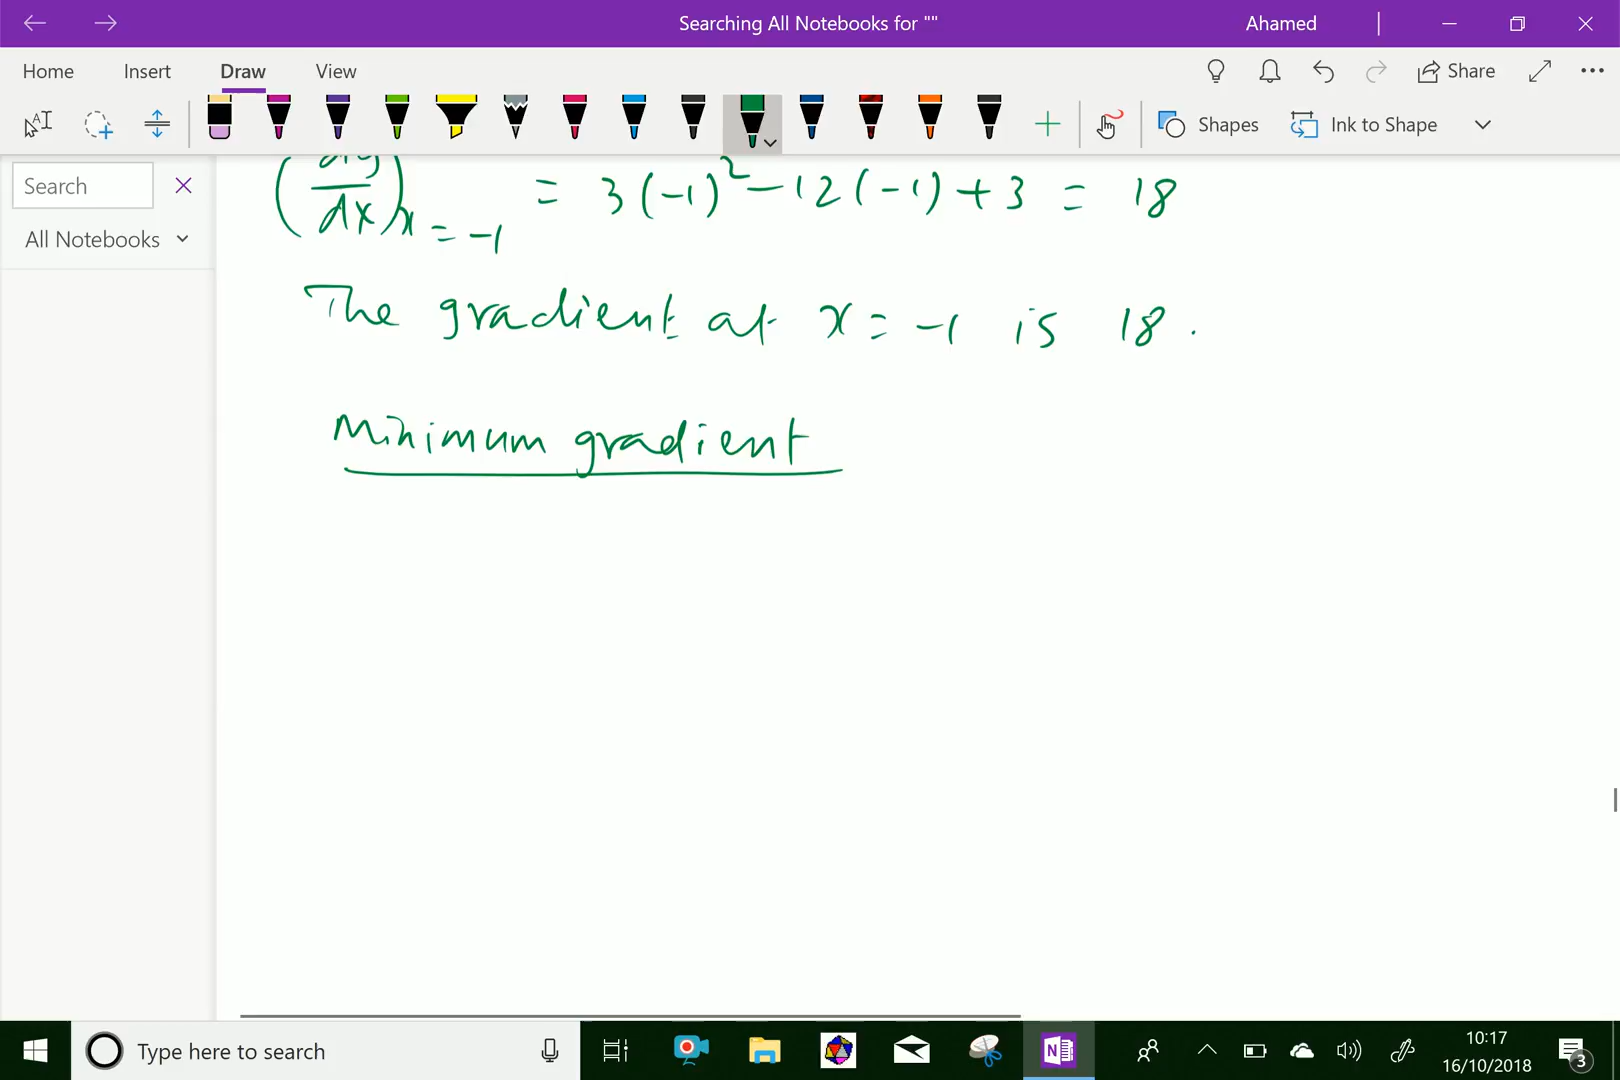 Searching All Notebooks for ""
Ahamed
Home Insert Draw View
Share
Shapes
Ink to Shape
Search
All Notebooks
(dy/dx)x = -1 = 3(-1)² - 12(-1) + 3 = 18
The gradient at x = -1 is 18.
Minimum gradient
Type here to search
N
10:17
16/10/2018
3